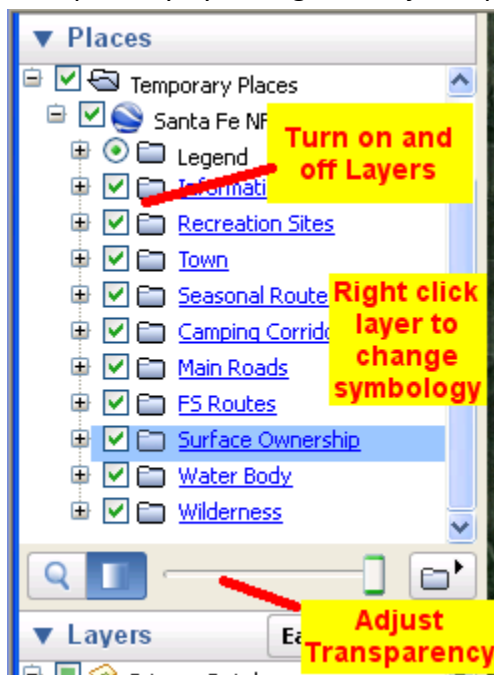 Places
Temporary Places
Santa Fe NF
Turn on and
off Layers
Legend
Informati
Recreation Sites
Town
Seasonal Route
Right click
layer to
change
symbology
Camping Corrido
Main Roads
FS Routes
Surface Ownership
Water Body
Wilderness
Adjust
Transparency
Layers
Ea